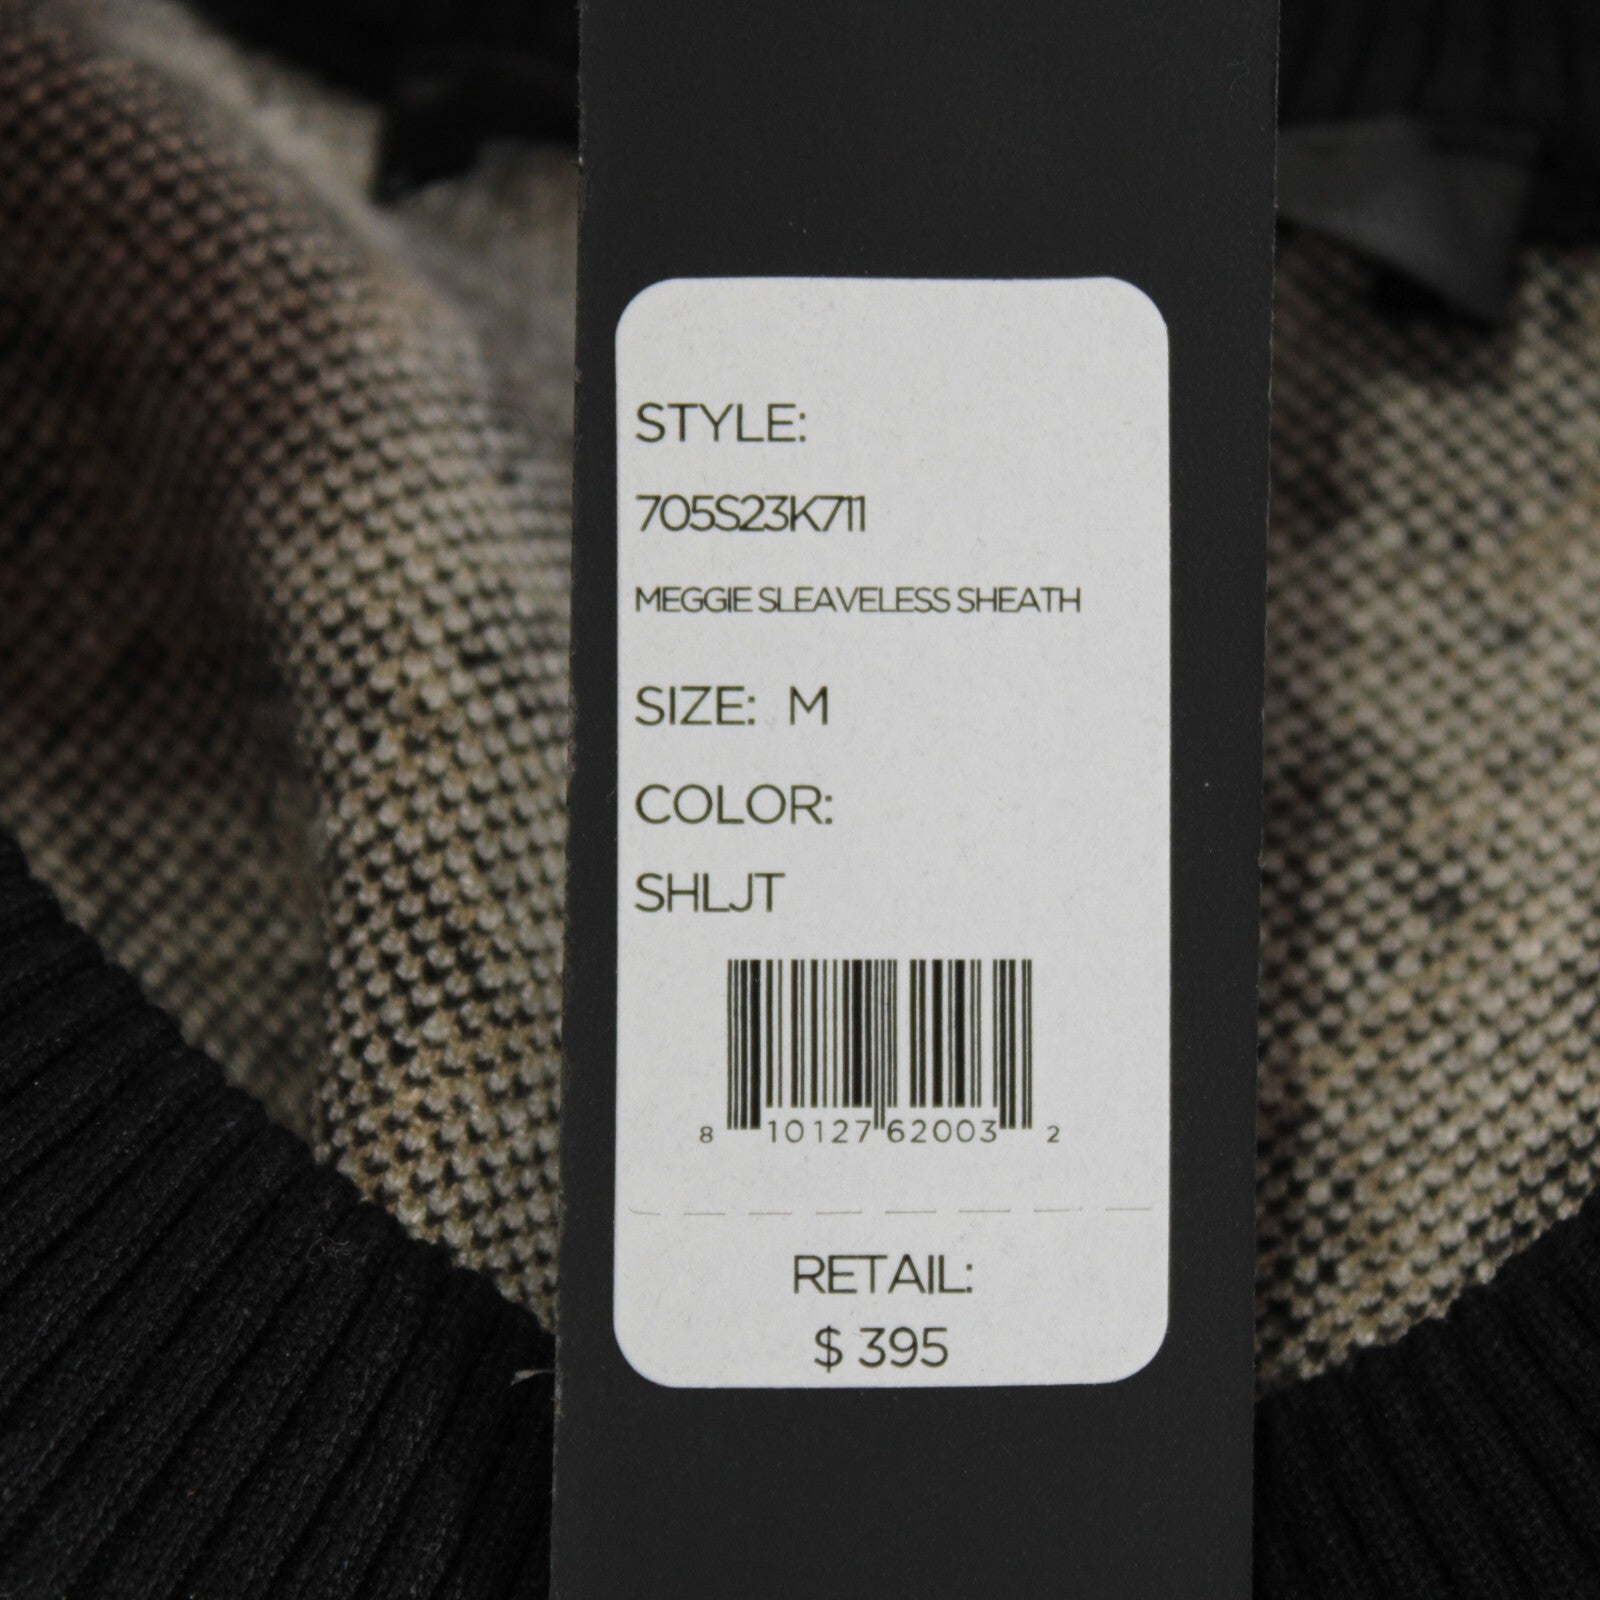 STYLE:
705S23K711
MEGGIE SLEAVELESS SHEATH
SIZE: M
COLOR:
SHLJT
8 10127 62003 2
RETAIL:
$ 395